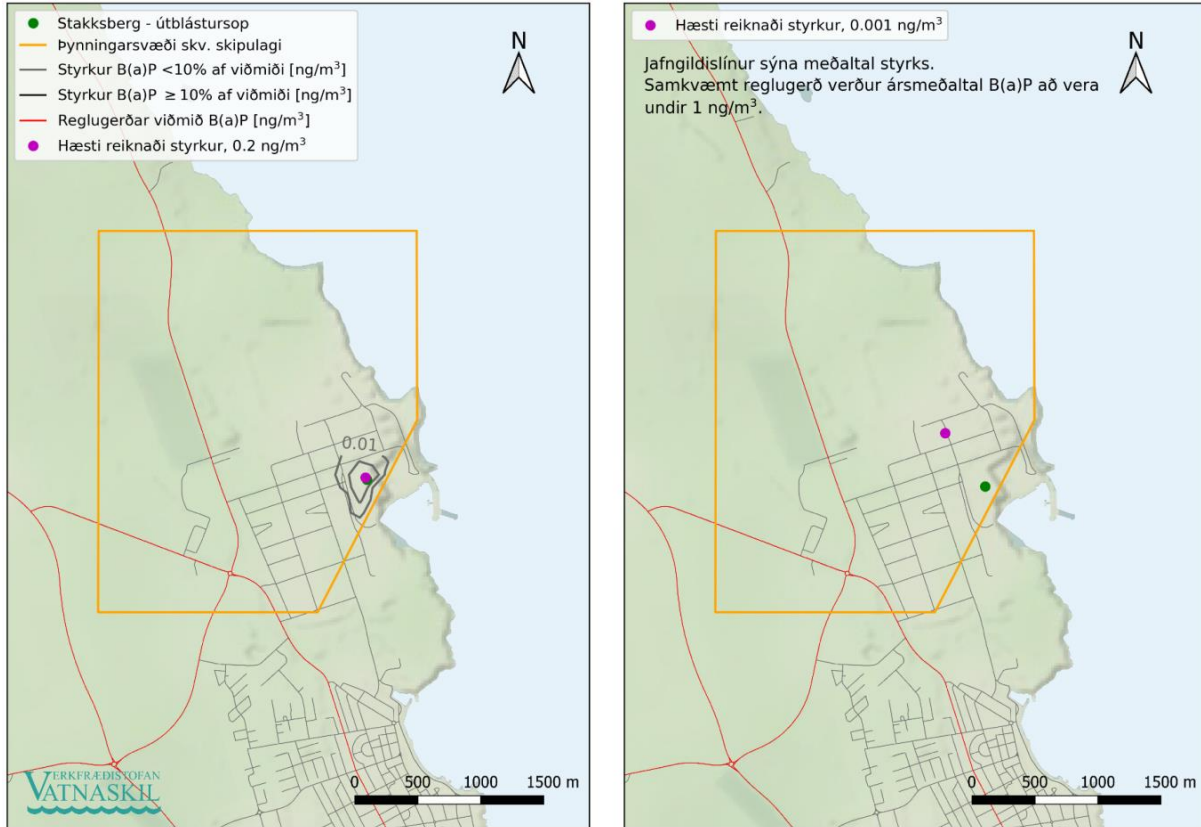 Stakksberg - útblástursop
Þynningarsvæði skv. skipulagi
Styrkur B(a)P <10% af viðmiði [ng/m³]
Styrkur B(a)P ≥ 10% af viðmiði [ng/m³]
Reglugerðar viðmið B(a)P [ng/m³]
Hæsti reiknaði styrkur, 0.2 ng/m³
N
0.01
VERKFRÆÐISTOFAN
VATNASKIL
0 500 1000 1500 m
Hæsti reiknaði styrkur, 0.001 ng/m³
Jafngildislínur sýna meðaltal styrks.
Samkvæmt reglugerð verður ársmeðaltal B(a)P að vera
undir 1 ng/m³.
N
0 500 1000 1500 m